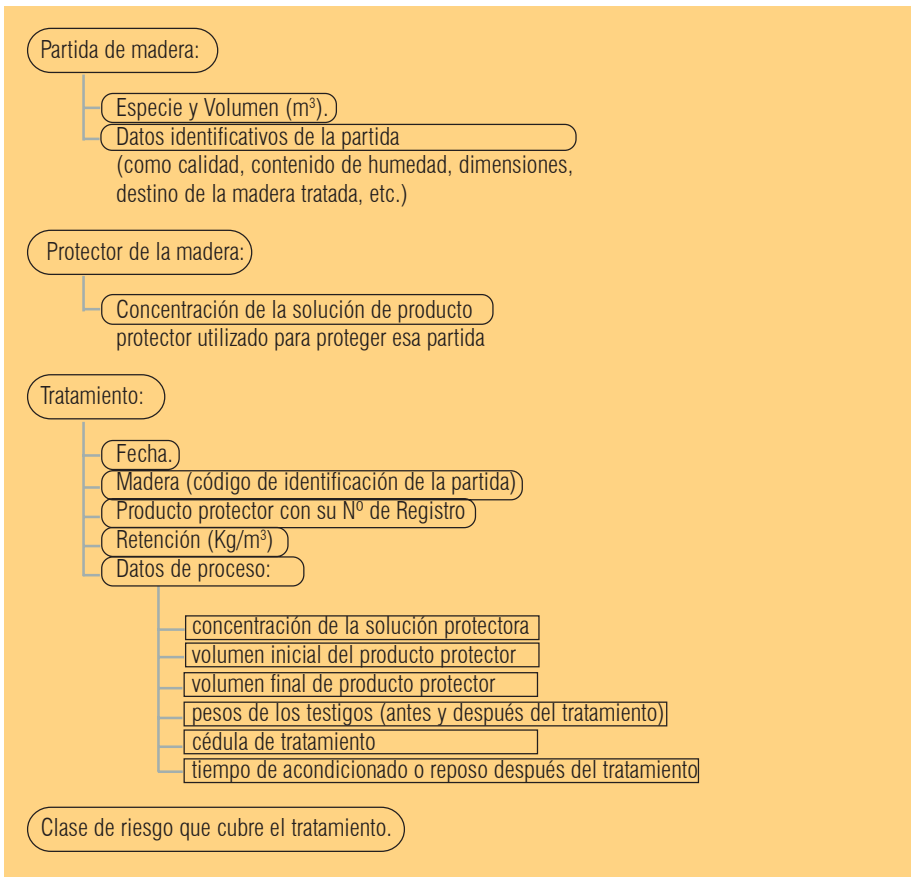 Partida de madera:
Especie y Volumen (m³).
Datos identificativos de la partida
(como calidad, contenido de humedad, dimensiones,
destino de la madera tratada, etc.)
Protector de la madera:
Concentración de la solución de producto
protector utilizado para proteger esa partida
Tratamiento:
Fecha.
Madera (código de identificación de la partida)
Producto protector con su Nº de Registro
Retención (Kg/m³)
Datos de proceso:
concentración de la solución protectora
volumen inicial del producto protector
volumen final de producto protector
pesos de los testigos (antes y después del tratamiento)
cédula de tratamiento
tiempo de acondicionado o reposo después del tratamiento
Clase de riesgo que cubre el tratamiento.